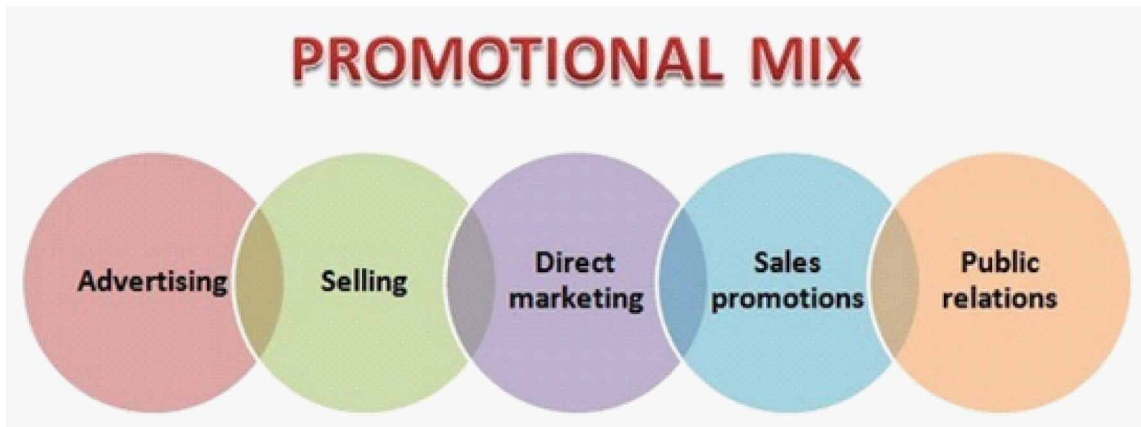 PROMOTIONAL MIX
Advertising
Selling
Direct
marketing
Sales
promotions
Public
relations